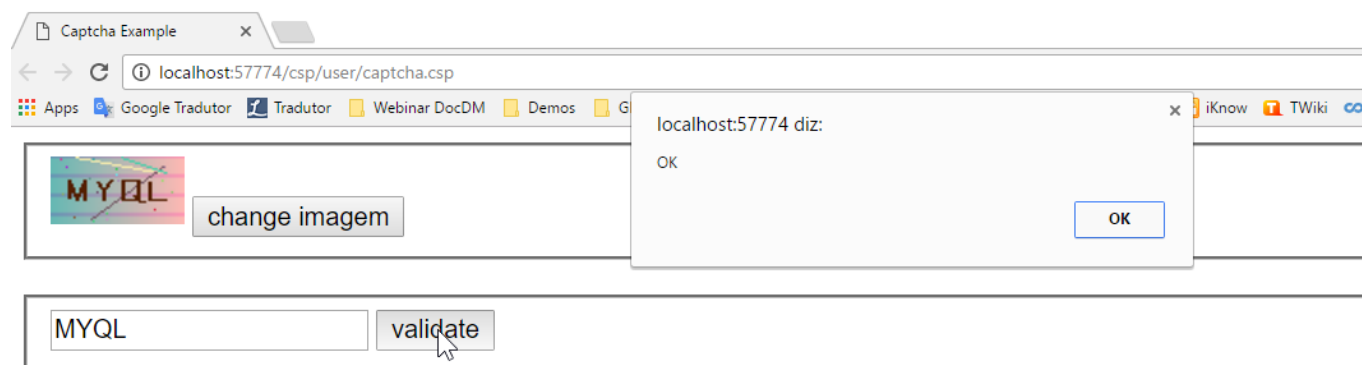 Captcha Example
localhost:57774/csp/user/captcha.csp
Apps Google Tradutor Tradutor Webinar DocDM Demos iKnow TWiki
localhost:57774 diz:
OK
OK
MYQL
change imagem
MYQL
validate